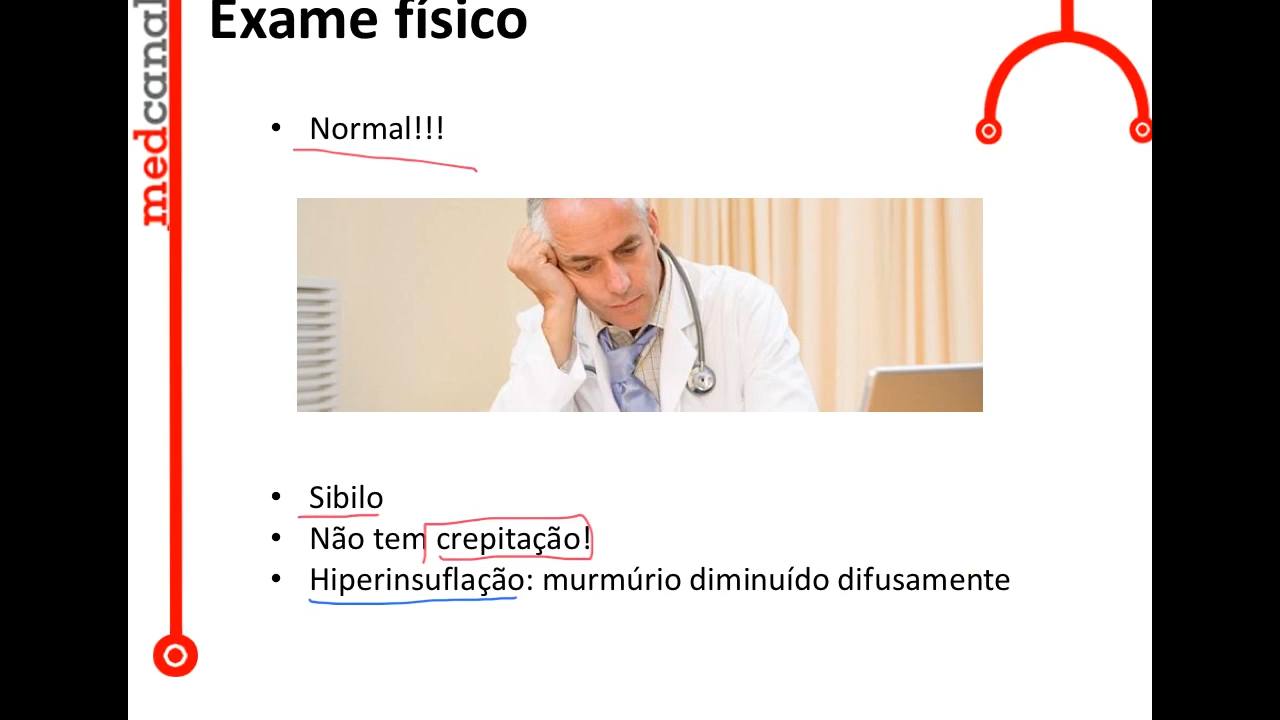 Exame físico
medcanal
Normal!!!
Sibilo
Não tem crepitação!
Hiperinsuflação: murmúrio diminuído difusamente